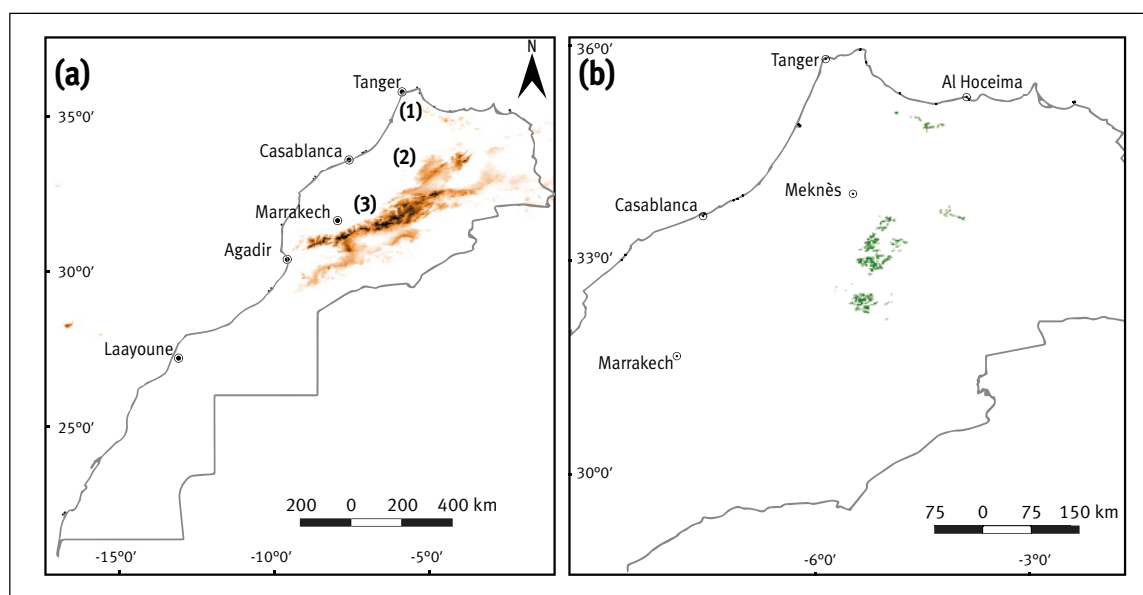 (a)
N
Tanger
(1)
35°0'
Casablanca
(2)
Marrakech
(3)
Agadir
30°0'
Laayoune
25°0'
200 0 200 400 km
-15°0' -10°0' -5°0'
36°0'
(b)
Tanger
Al Hoceima
Meknès
Casablanca
33°0'
Marrakech
30°0'
75 0 75 150 km
-6°0' -3°0'